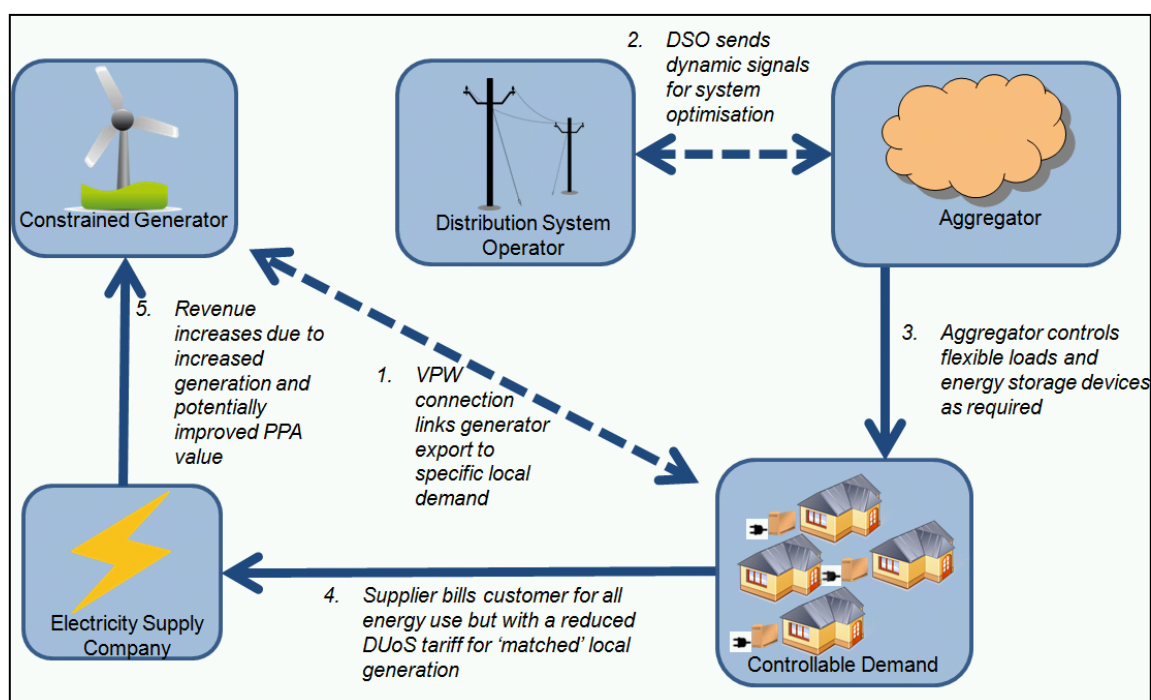 2. DSO sends
dynamic signals
for system
optimisation
Constrained Generator
Distribution System
Operator
Aggregator
5. Revenue
increases due to
increased
generation and
potentially
improved PPA
value
1. VPW
connection
links generator
export to
specific local
demand
3. Aggregator controls
flexible loads and
energy storage devices
as required
4. Supplier bills customer for all
energy use but with a reduced
DUoS tariff for ‘matched’ local
generation
Electricity Supply
Company
Controllable Demand